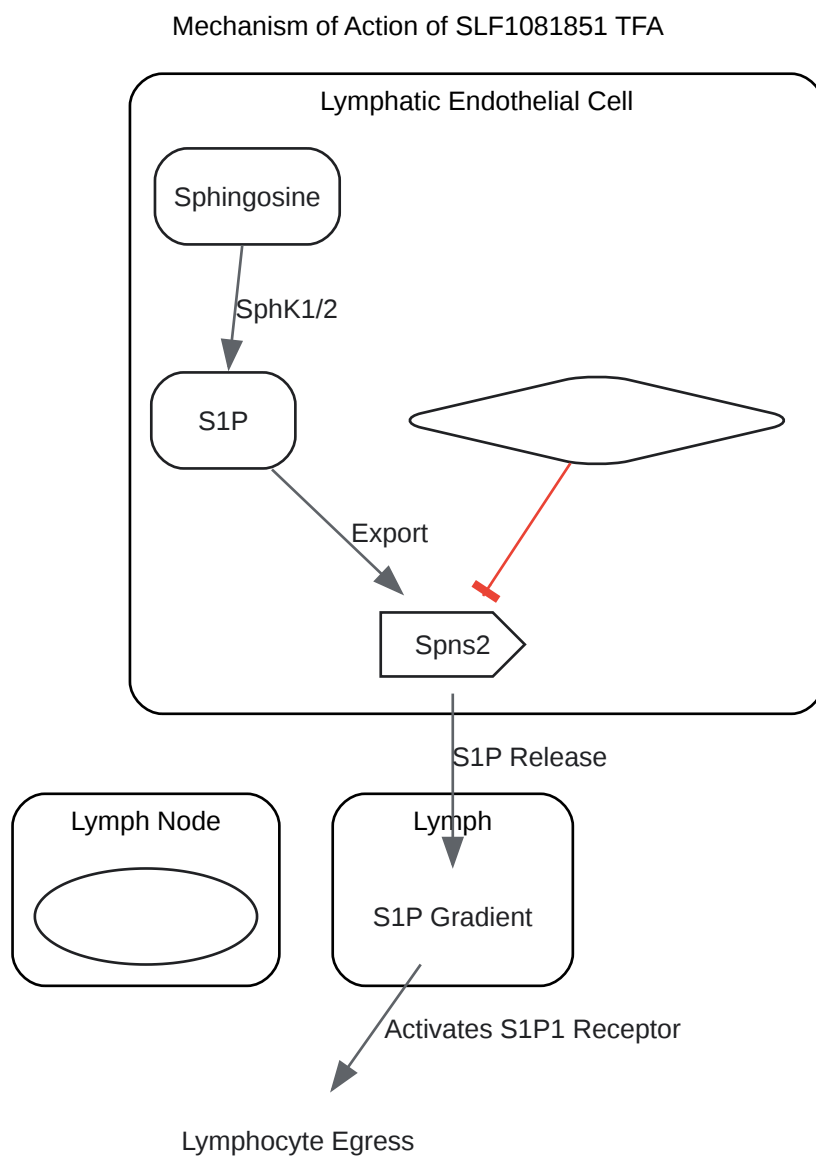 Mechanism of Action of SLF1081851 TFA
Lymphatic Endothelial Cell
Sphingosine
SphK1/2
S1P
Export
Spns2
S1P Release
Lymph Node
Lymph
S1P Gradient
Activates S1P1 Receptor
Lymphocyte Egress